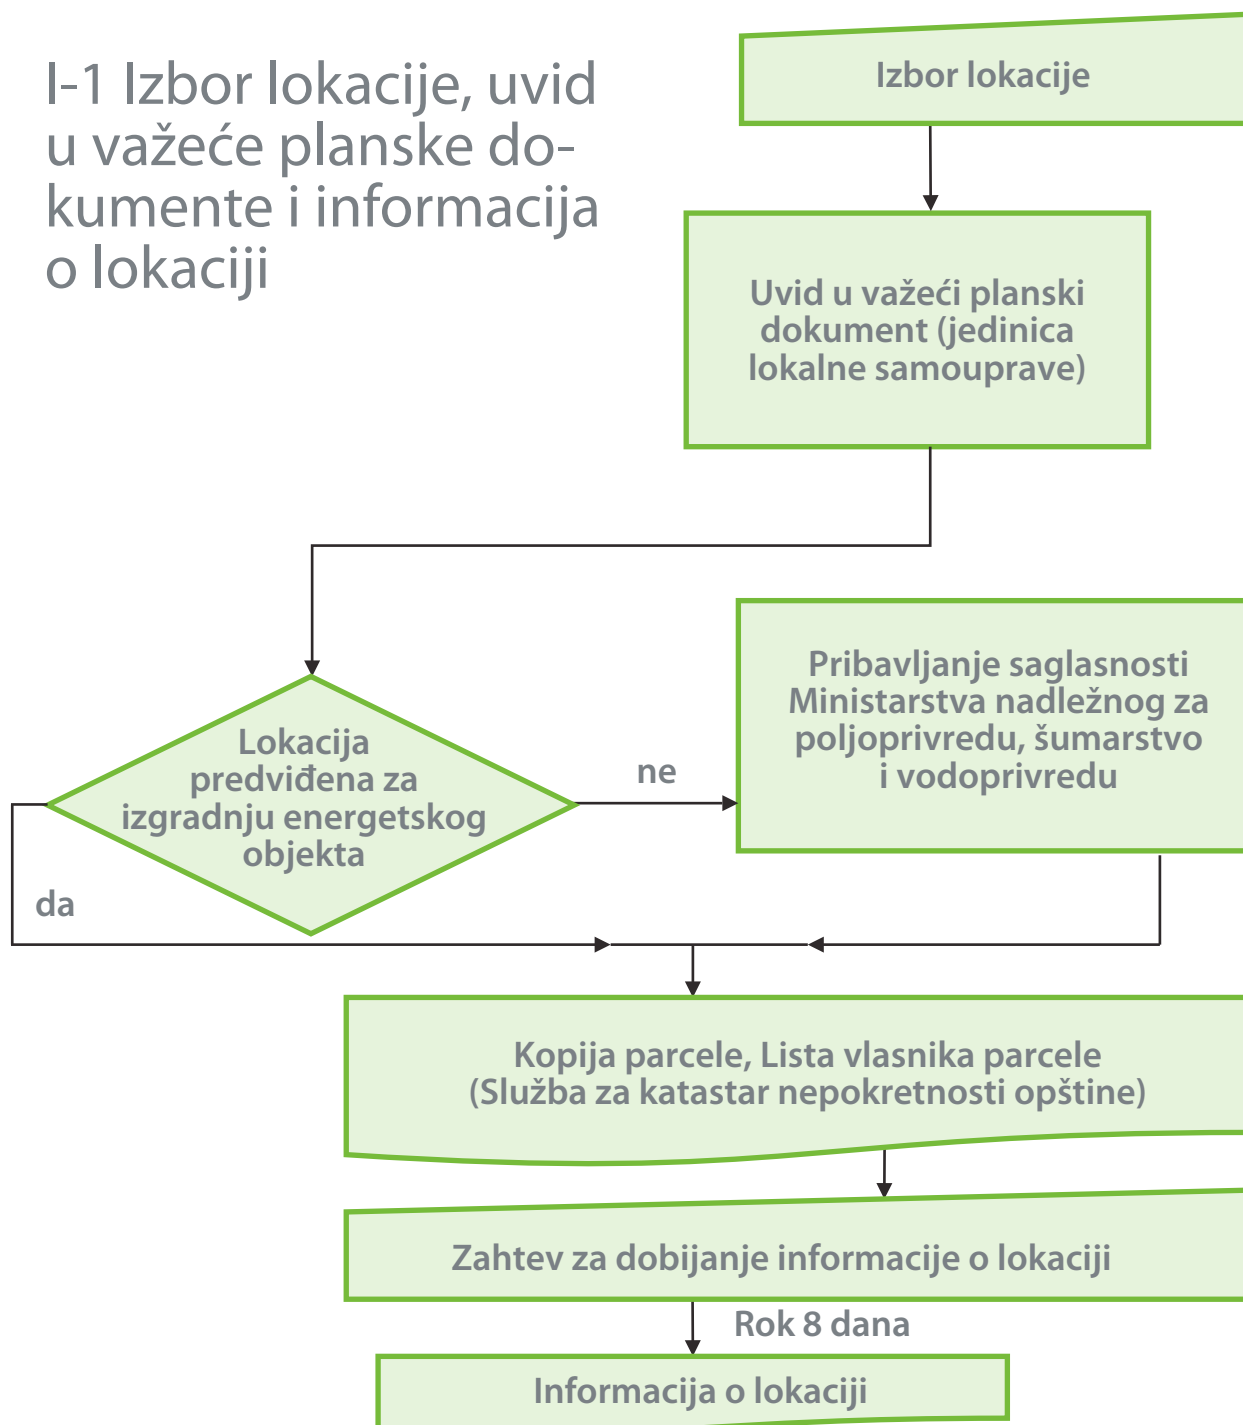 I-1 Izbor lokacije, uvid
u važeće planske do-
kumente i informacija
o lokaciji
Izbor lokacije
Uvid u važeći planski
dokument (jedinica
lokalne samouprave)
Lokacija
predviđena za
izgradnju energetskog
objekta
ne
da
Pribavljanje saglasnosti
Ministarstva nadležnog za
poljoprivredu, šumarstvo
i vodoprivredu
Kopija parcele, Lista vlasnika parcele
(Služba za katastar nepokretnosti opštine)
Zahtev za dobijanje informacije o lokaciji
Rok 8 dana
Informacija o lokaciji